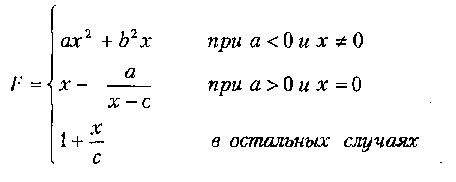 F = { ax² + b²x при a < 0 и x ≠ 0
x − a/(x − c) при a > 0 и x = 0
1 + x/c в остальных случаях